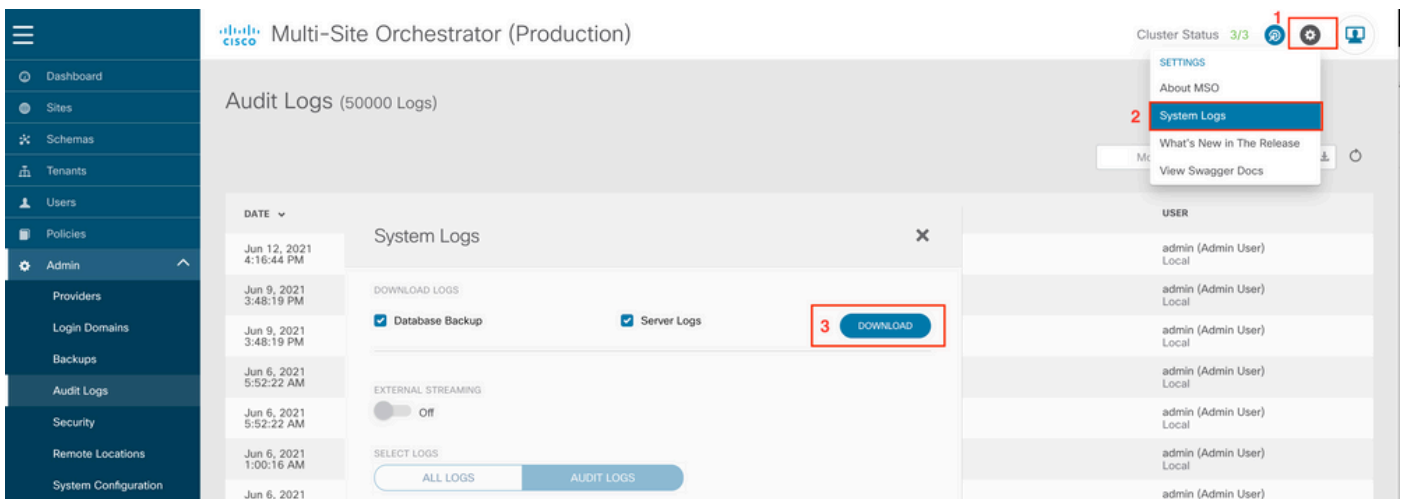 1
CISCO Multi-Site Orchestrator (Production)
Cluster Status 3/3
Dashboard
Sites
Schemas
Tenants
Users
Policies
Admin
Providers
Login Domains
Backups
Audit Logs
Security
Remote Locations
System Configuration
SETTINGS
About MSO
2 System Logs
What's New in The Release
View Swagger Docs
Audit Logs (50000 Logs)
DATE
USER
Jun 12, 2021
4:16:44 PM
admin (Admin User)
Local
Jun 9, 2021
3:48:19 PM
admin (Admin User)
Local
Jun 9, 2021
3:48:19 PM
admin (Admin User)
Local
Jun 6, 2021
5:52:22 AM
admin (Admin User)
Local
Jun 6, 2021
5:52:22 AM
admin (Admin User)
Local
Jun 6, 2021
1:00:16 AM
admin (Admin User)
Local
Jun 6, 2021
admin (Admin User)
System Logs
DOWNLOAD LOGS
Database Backup
Server Logs
3 DOWNLOAD
EXTERNAL STREAMING
Off
SELECT LOGS
ALL LOGS
AUDIT LOGS